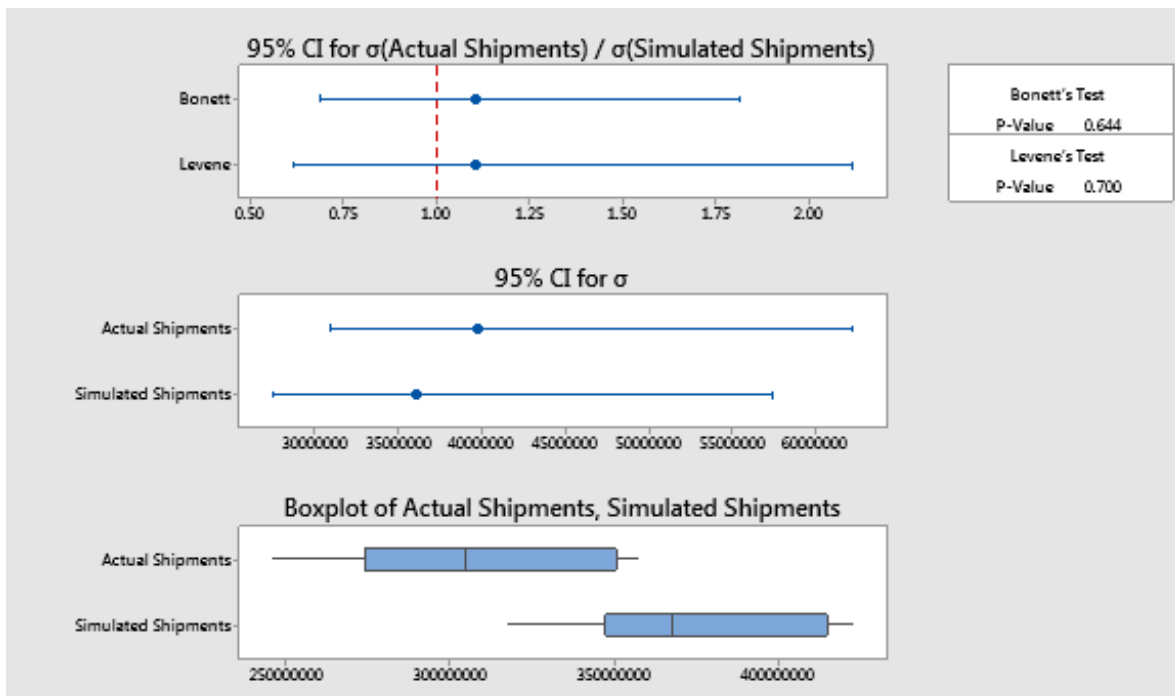 95% CI for σ(Actual Shipments) / σ(Simulated Shipments)
Bonett
Levene
0.50 0.75 1.00 1.25 1.50 1.75 2.00
Bonett's Test
P-Value 0.644
Levene's Test
P-Value 0.700
95% CI for σ
Actual Shipments
Simulated Shipments
30000000 35000000 40000000 45000000 50000000 55000000 60000000
Boxplot of Actual Shipments, Simulated Shipments
Actual Shipments
Simulated Shipments
250000000 300000000 350000000 400000000